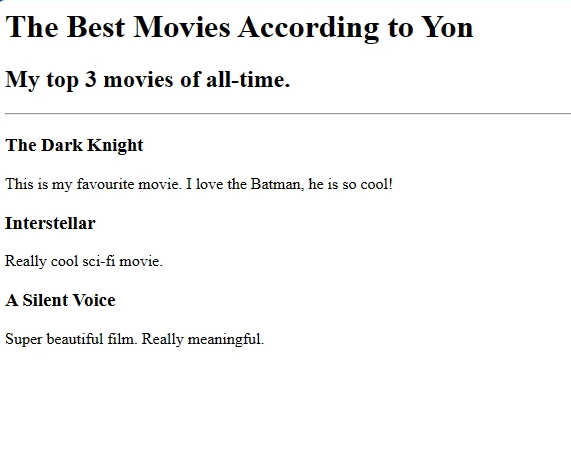 The Best Movies According to Yon
My top 3 movies of all-time.
The Dark Knight
This is my favourite movie. I love the Batman, he is so cool!
Interstellar
Really cool sci-fi movie.
A Silent Voice
Super beautiful film. Really meaningful.